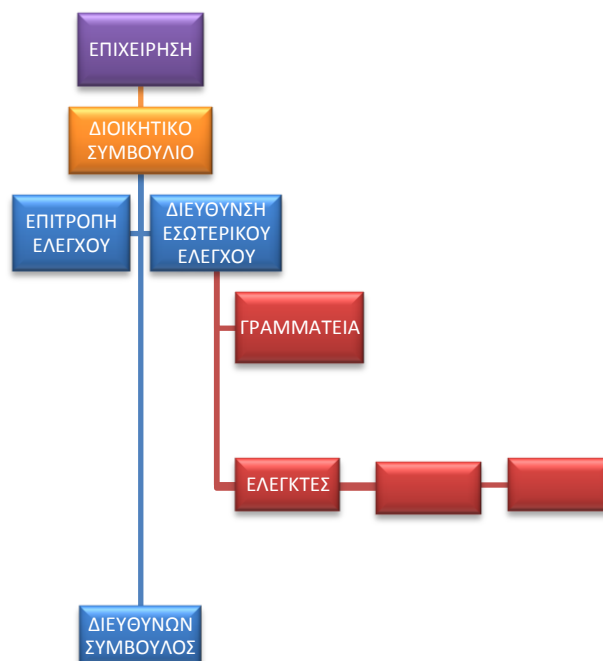 ΕΠΙΧΕΙΡΗΣΗ
ΔΙΟΙΚΗΤΙΚΟ
ΣΥΜΒΟΥΛΙΟ
ΕΠΙΤΡΟΠΗ
ΕΛΕΓΧΟΥ
ΔΙΕΥΘΥΝΣΗ
ΕΣΩΤΕΡΙΚΟΥ
ΕΛΕΓΧΟΥ
ΓΡΑΜΜΑΤΕΙΑ
ΕΛΕΓΚΤΕΣ
ΔΙΕΥΘΥΝΩΝ
ΣΥΜΒΟΥΛΟΣ